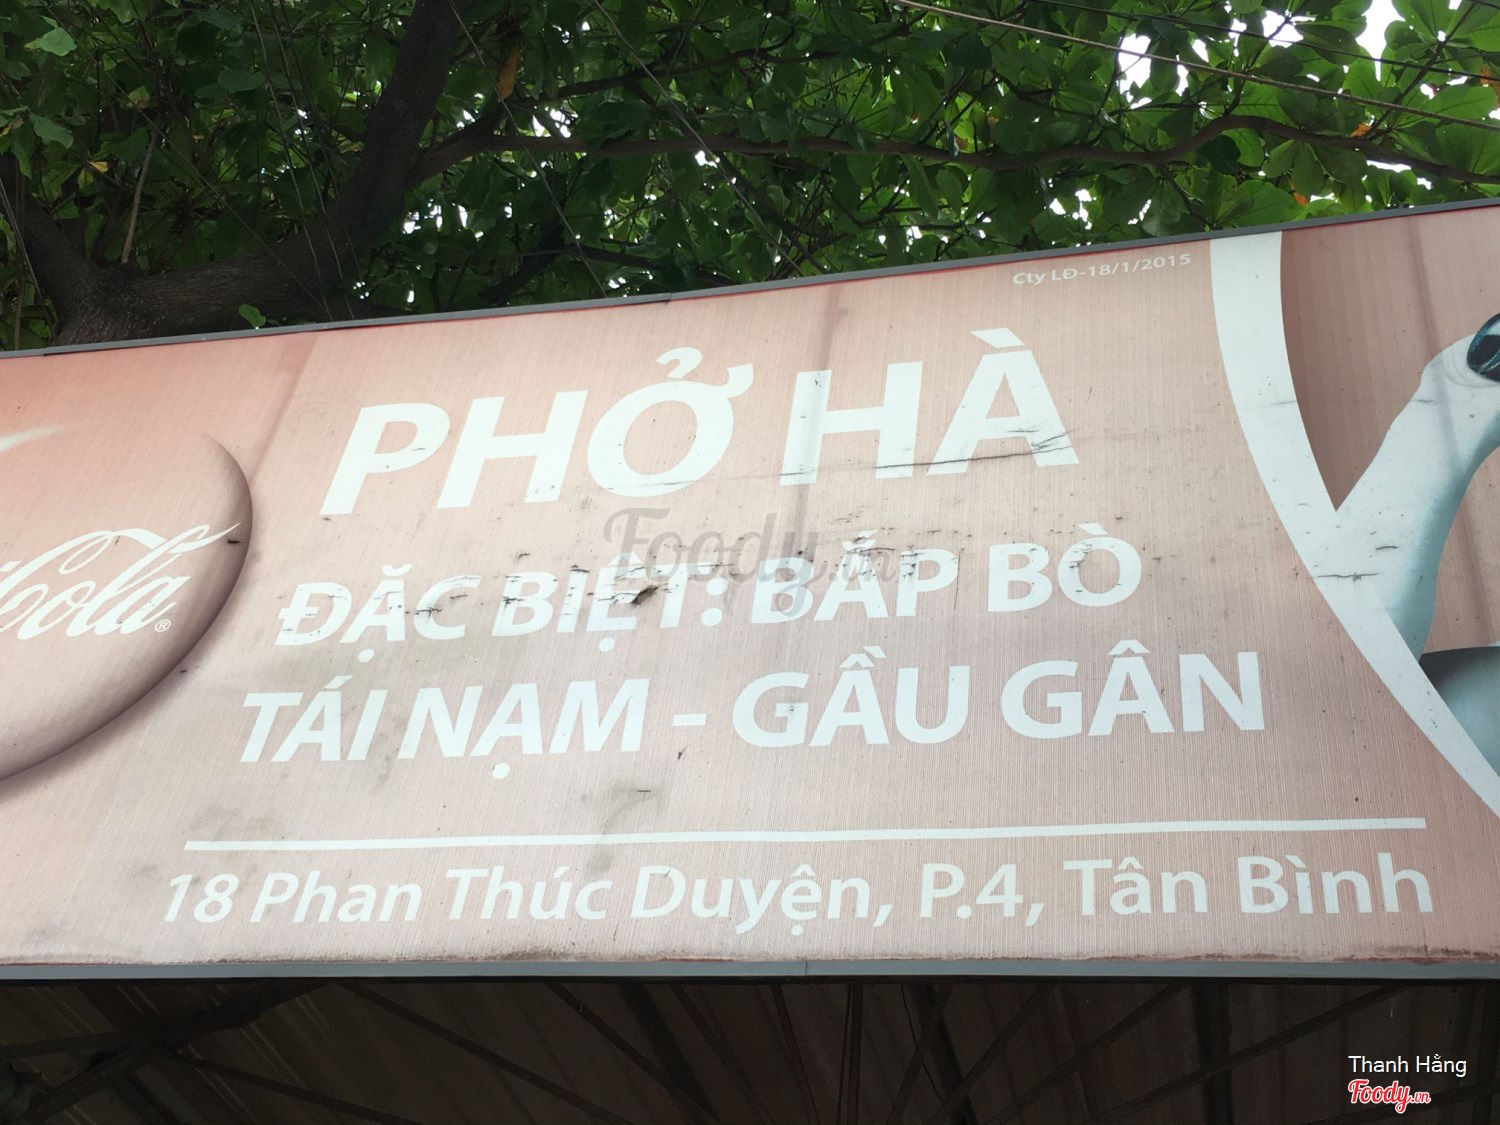 Cty LĐ-18/1/2015
PHỞ HÀ
Foody.vn
ĐẶC BIỆT: BẮP BÒ
Cola®
TÁI NẠM - GẦU GÂN
18 Phan Thúc Duyện, P.4, Tân Bình
Thanh Hằng
Foody.vn